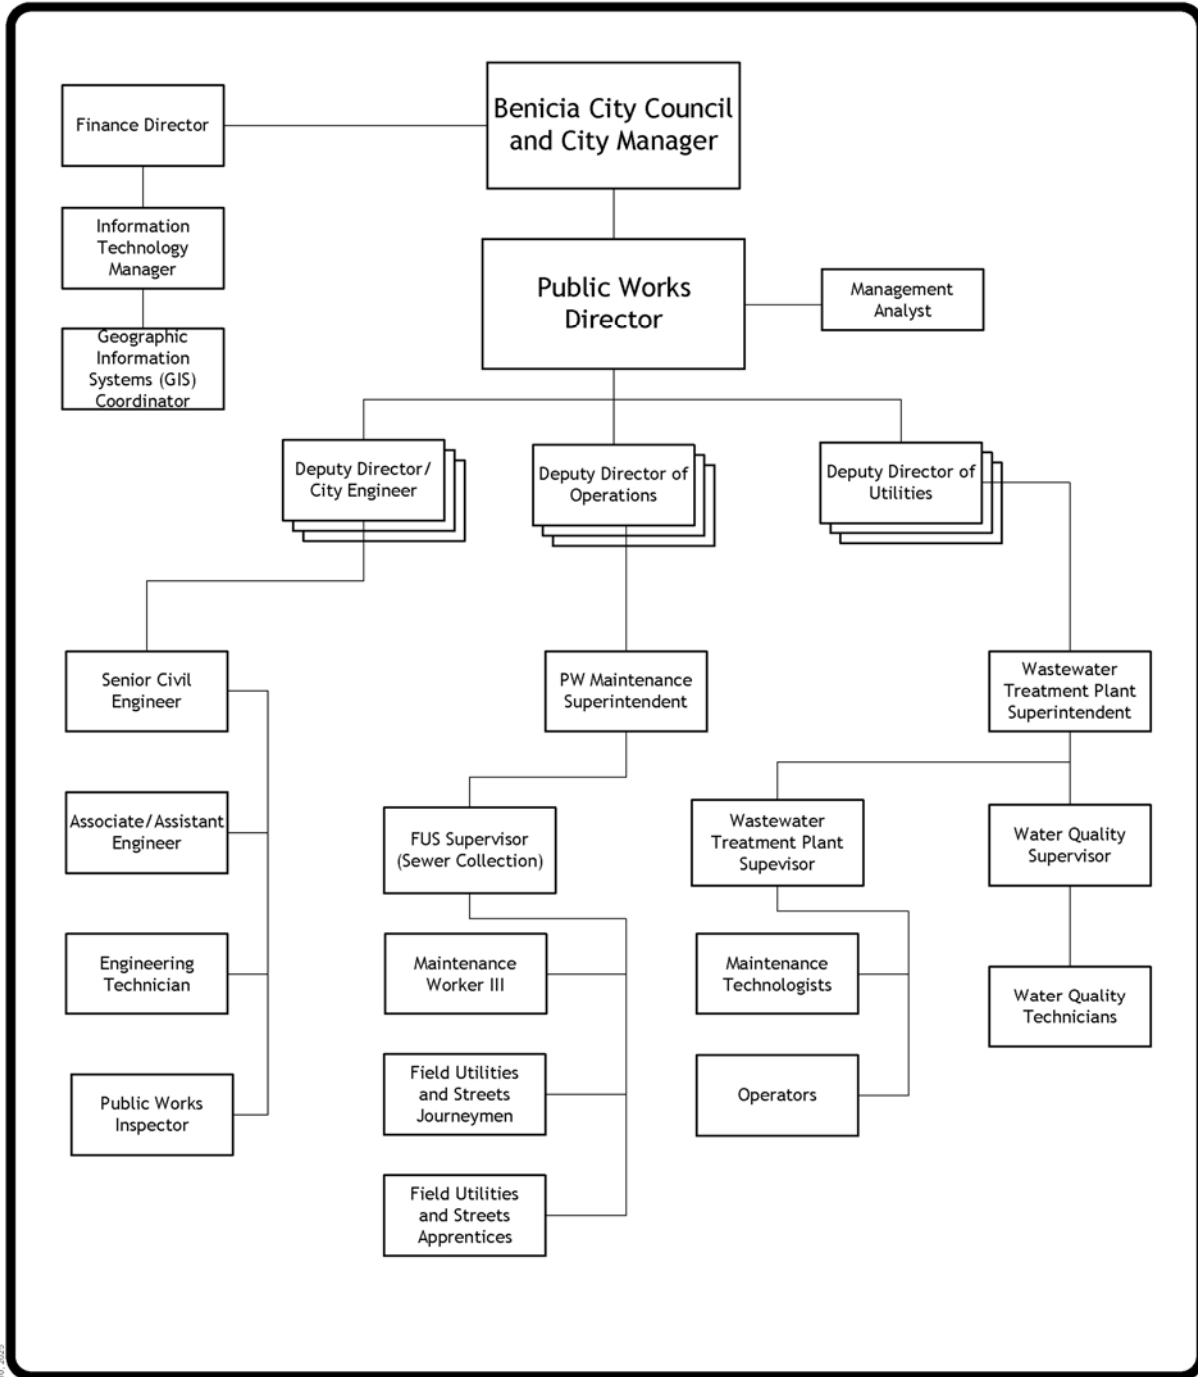 Benicia City Council
and City Manager
Finance Director
Information
Technology
Manager
Geographic
Information
Systems (GIS)
Coordinator
Public Works
Director
Management
Analyst
Deputy Director/
City Engineer
Deputy Director of
Operations
Deputy Director of
Utilities
Senior Civil
Engineer
Associate/Assistant
Engineer
Engineering
Technician
Public Works
Inspector
PW Maintenance
Superintendent
FUS Supervisor
(Sewer Collection)
Maintenance
Worker III
Field Utilities
and Streets
Journeymen
Field Utilities
and Streets
Apprentices
Wastewater
Treatment Plant
Superintendent
Wastewater
Treatment Plant
Supevisor
Maintenance
Technologists
Operators
Water Quality
Supervisor
Water Quality
Technicians